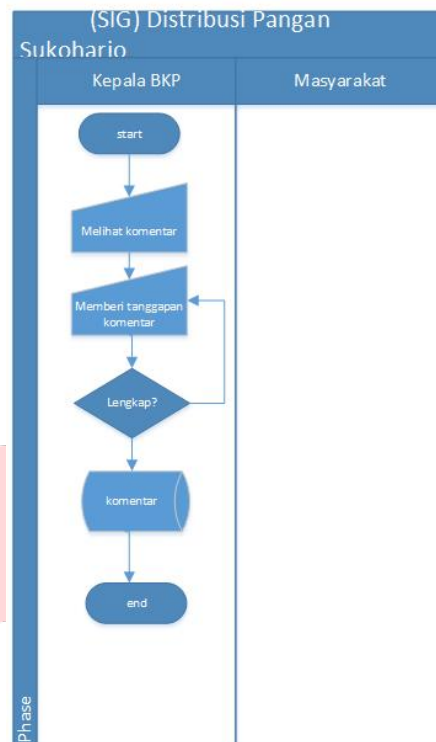 (SIG) Distribusi Pangan
Sukoharjo
Kepala BKP
Masyarakat
start
Melihat komentar
Memberi tanggapan
komentar
Lengkap?
komentar
end
Phase